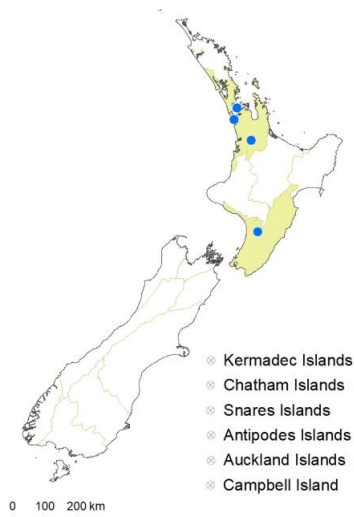 Kermadec Islands
Chatham Islands
Snares Islands
Antipodes Islands
Auckland Islands
Campbell Island
0 100 200 km